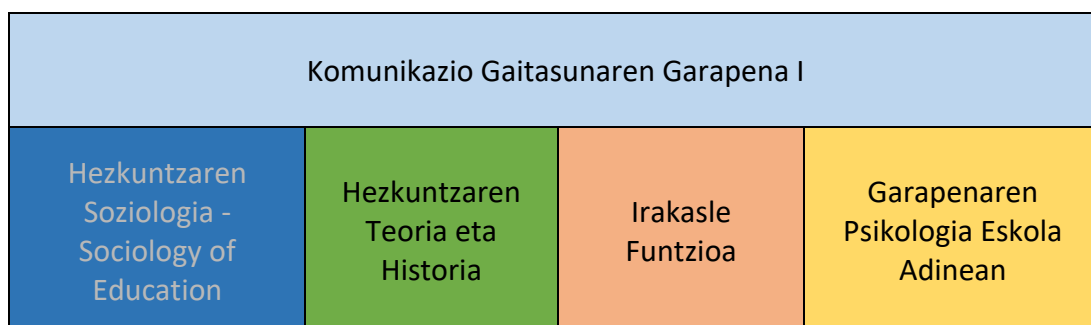 Komunikazio Gaitasunaren Garapena I
Hezkuntzaren
Soziologia -
Sociology of
Education
Hezkuntzaren
Teoria eta
Historia
Irakasle
Funtzioa
Garapenaren
Psikologia Eskola
Adinean